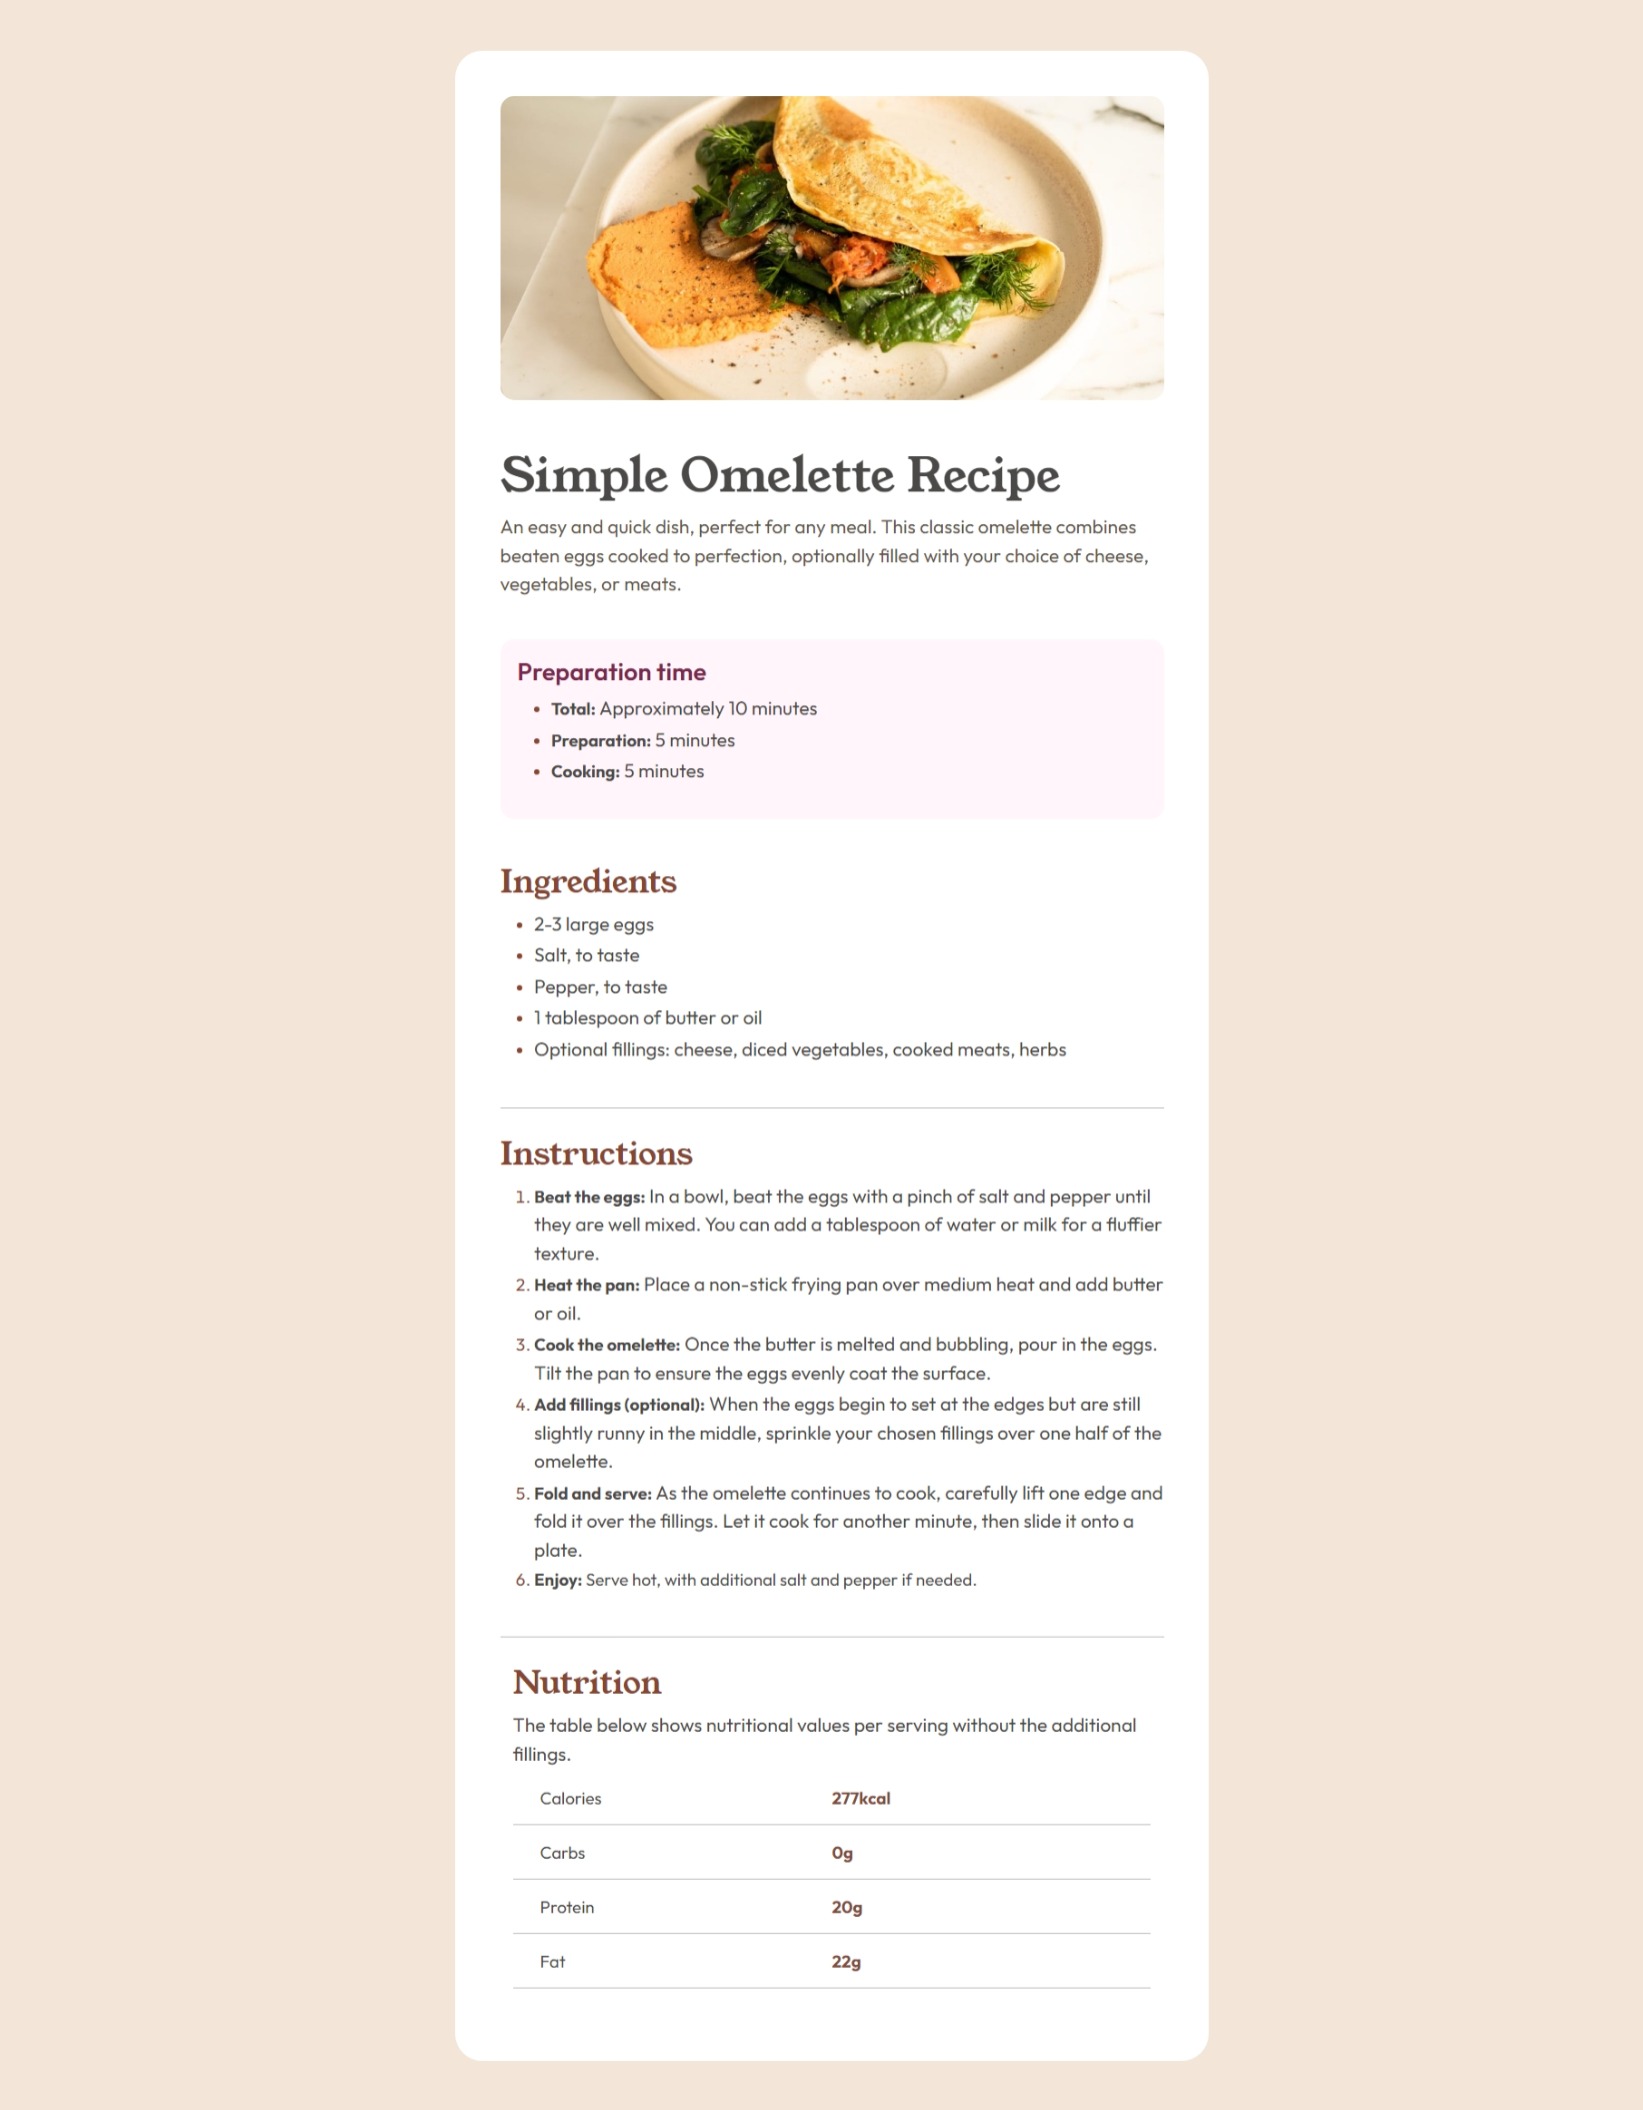 Simple Omelette Recipe
An easy and quick dish, perfect for any meal. This classic omelette combines
beaten eggs cooked to perfection, optionally filled with your choice of cheese,
vegetables, or meats.
Preparation time
• Total: Approximately 10 minutes
• Preparation: 5 minutes
• Cooking: 5 minutes
Ingredients
• 2-3 large eggs
• Salt, to taste
• Pepper, to taste
• 1 tablespoon of butter or oil
• Optional fillings: cheese, diced vegetables, cooked meats, herbs
Instructions
1. Beat the eggs: In a bowl, beat the eggs with a pinch of salt and pepper until
they are well mixed. You can add a tablespoon of water or milk for a fluffier
texture.
2. Heat the pan: Place a non-stick frying pan over medium heat and add butter
or oil.
3. Cook the omelette: Once the butter is melted and bubbling, pour in the eggs.
Tilt the pan to ensure the eggs evenly coat the surface.
4. Add fillings (optional): When the eggs begin to set at the edges but are still
slightly runny in the middle, sprinkle your chosen fillings over one half of the
omelette.
5. Fold and serve: As the omelette continues to cook, carefully lift one edge and
fold it over the fillings. Let it cook for another minute, then slide it onto a
plate.
6. Enjoy: Serve hot, with additional salt and pepper if needed.
Nutrition
The table below shows nutritional values per serving without the additional
fillings.
Calories 277kcal
Carbs 0g
Protein 20g
Fat 22g